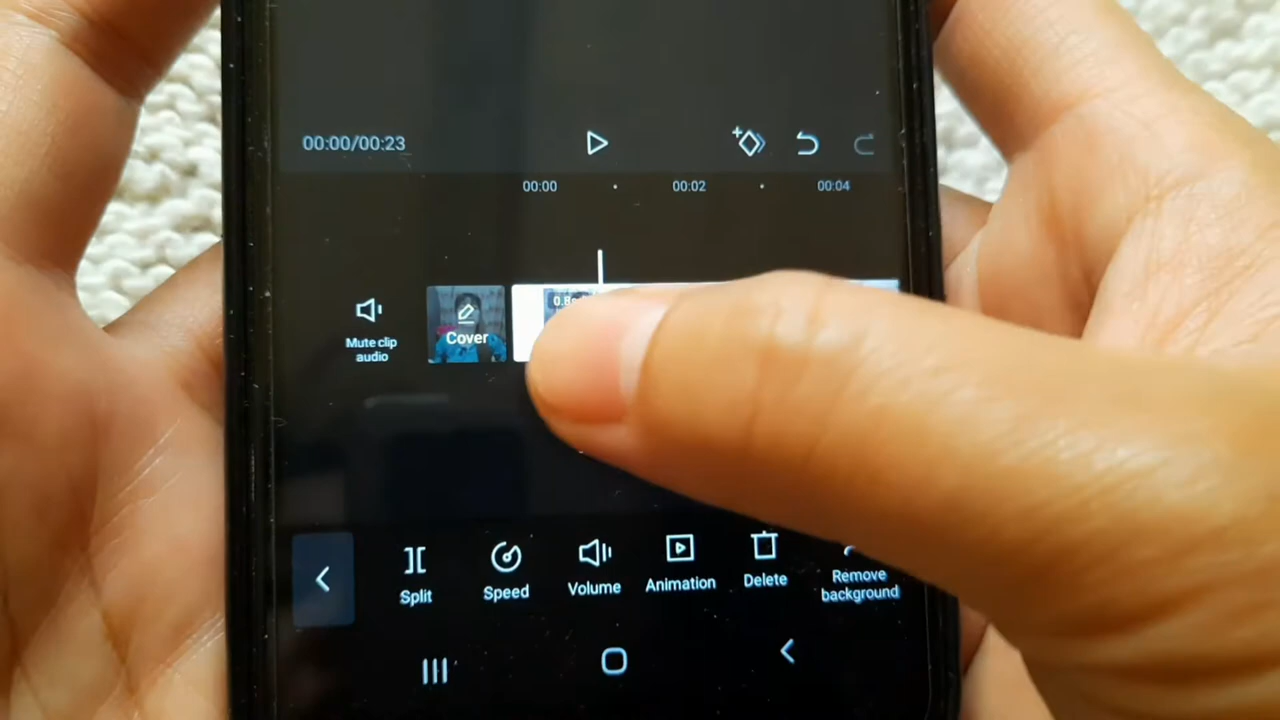 00:00/00:23
00:00
00:02
00:04
Mute clip
audio
Cover
Split
Speed
Volume
Animation
Delete
Remove
background